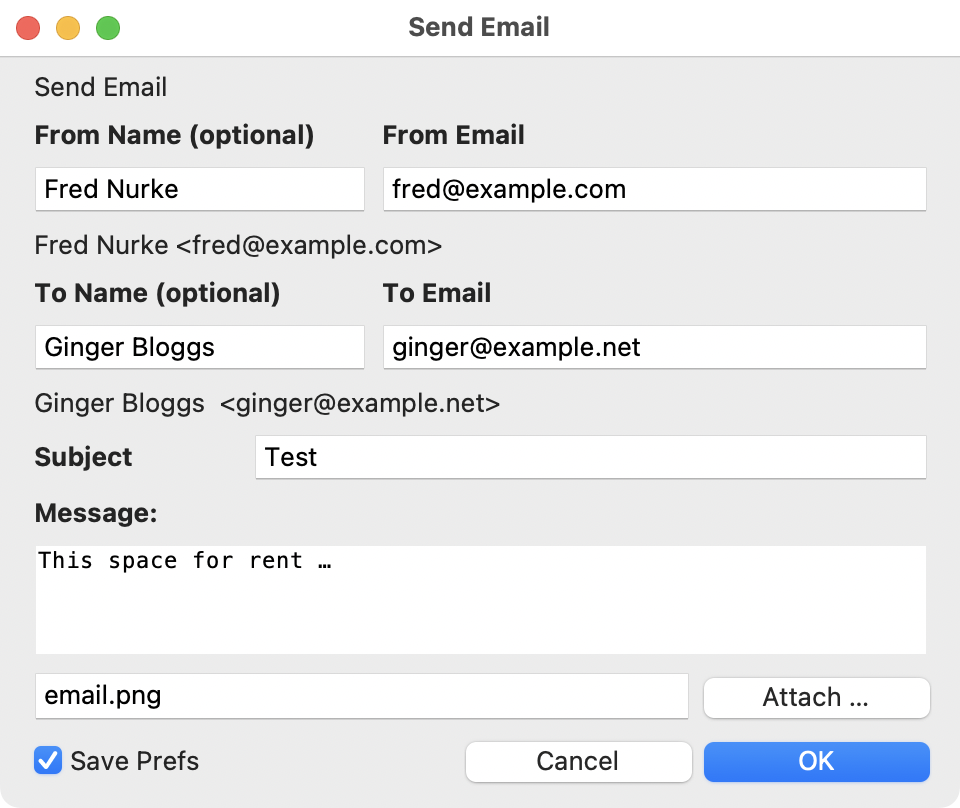 Send Email
Send Email
From Name (optional) From Email
Fred Nurke fred@example.com
Fred Nurke <fred@example.com>
To Name (optional) To Email
Ginger Bloggs ginger@example.net
Ginger Bloggs  <ginger@example.net>
Subject Test
Message:
This space for rent …
email.png Attach ...
Save Prefs Cancel OK